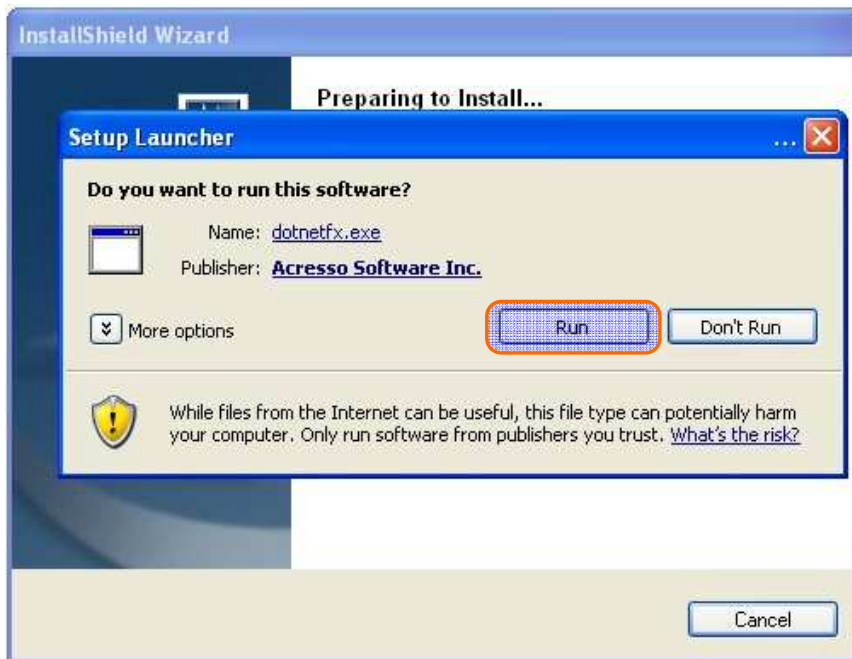 InstallShield Wizard
Preparing to Install...
Setup Launcher
...
Do you want to run this software?
Name: dotnetfx.exe
Publisher: Acresso Software Inc.
More options
Run
Don't Run
While files from the Internet can be useful, this file type can potentially harm
your computer. Only run software from publishers you trust. What's the risk?
Cancel